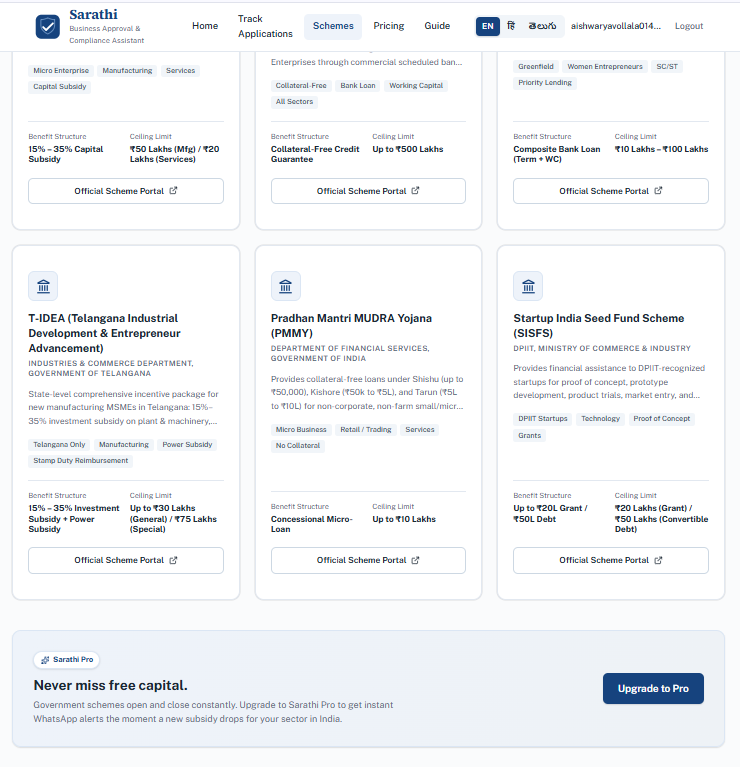 Sarathi
Business Approval &
Compliance Assistant
Home
Track
Applications
Schemes
Pricing
Guide
EN
हिं
తెలుగు
aishwaryavollala014...
Logout
Micro Enterprise
Manufacturing
Services
Capital Subsidy
Benefit Structure
15% – 35% Capital
Subsidy
Ceiling Limit
₹50 Lakhs (Mfg) / ₹20
Lakhs (Services)
Official Scheme Portal
Enterprises through commercial scheduled ban...
Collateral-Free
Bank Loan
Working Capital
All Sectors
Benefit Structure
Collateral-Free Credit
Guarantee
Ceiling Limit
Up to ₹500 Lakhs
Official Scheme Portal
Greenfield
Women Entrepreneurs
SC/ST
Priority Lending
Benefit Structure
Composite Bank Loan
(Term + WC)
Ceiling Limit
₹10 Lakhs – ₹100 Lakhs
Official Scheme Portal
T-IDEA (Telangana Industrial
Development & Entrepreneur
Advancement)
INDUSTRIES & COMMERCE DEPARTMENT,
GOVERNMENT OF TELANGANA
State-level comprehensive incentive package for
new manufacturing MSMEs in Telangana: 15%–
35% investment subsidy on plant & machinery,...
Telangana Only
Manufacturing
Power Subsidy
Stamp Duty Reimbursement
Benefit Structure
15% – 35% Investment
Subsidy + Power
Subsidy
Ceiling Limit
Up to ₹30 Lakhs
(General) / ₹75 Lakhs
(Special)
Official Scheme Portal
Pradhan Mantri MUDRA Yojana
(PMMY)
DEPARTMENT OF FINANCIAL SERVICES,
GOVERNMENT OF INDIA
Provides collateral-free loans under Shishu (up to
₹50,000), Kishore (₹50k to ₹5L), and Tarun (₹5L
to ₹10L) for non-corporate, non-farm small/micr...
Micro Business
Retail / Trading
Services
No Collateral
Benefit Structure
Concessional Micro-
Loan
Ceiling Limit
Up to ₹10 Lakhs
Official Scheme Portal
Startup India Seed Fund Scheme
(SISFS)
DPIIT, MINISTRY OF COMMERCE & INDUSTRY
Provides financial assistance to DPIIT-recognized
startups for proof of concept, prototype
development, product trials, market entry, and...
DPIIT Startups
Technology
Proof of Concept
Grants
Benefit Structure
Up to ₹20L Grant /
₹50L Debt
Ceiling Limit
₹20 Lakhs (Grant) /
₹50 Lakhs (Convertible
Debt)
Official Scheme Portal
Sarathi Pro
Never miss free capital.
Government schemes open and close constantly. Upgrade to Sarathi Pro to get instant
WhatsApp alerts the moment a new subsidy drops for your sector in India.
Upgrade to Pro